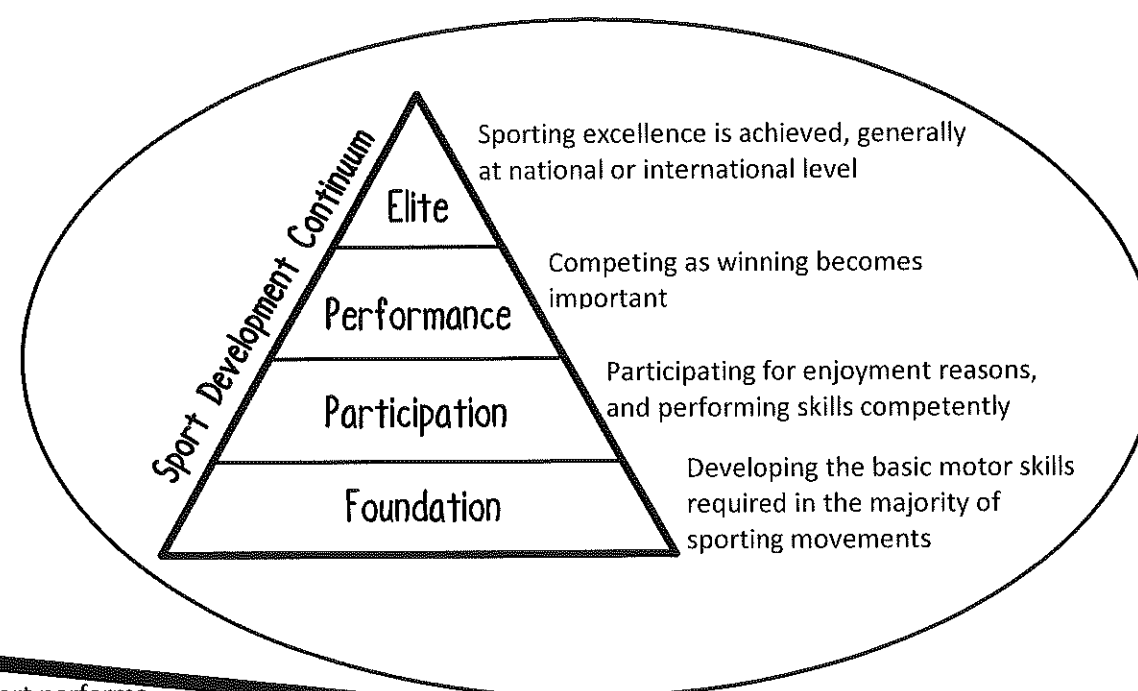 Sport Development Continuum
Sporting excellence is achieved, generally
at national or international level
Elite
Competing as winning becomes
important
Performance
Participating for enjoyment reasons,
and performing skills competently
Participation
Developing the basic motor skills
required in the majority of
sporting movements
Foundation